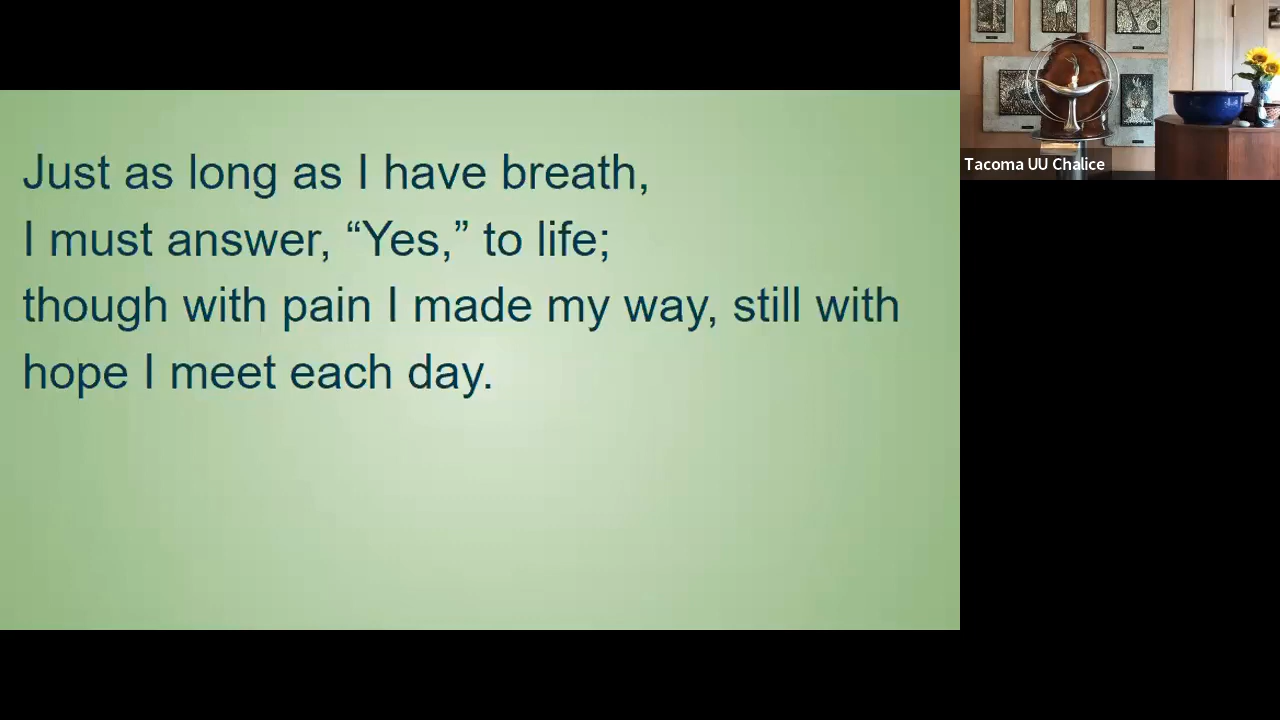 Just as long as I have breath,
I must answer, “Yes,” to life;
though with pain I made my way, still with
hope I meet each day.
Tacoma UU Chalice